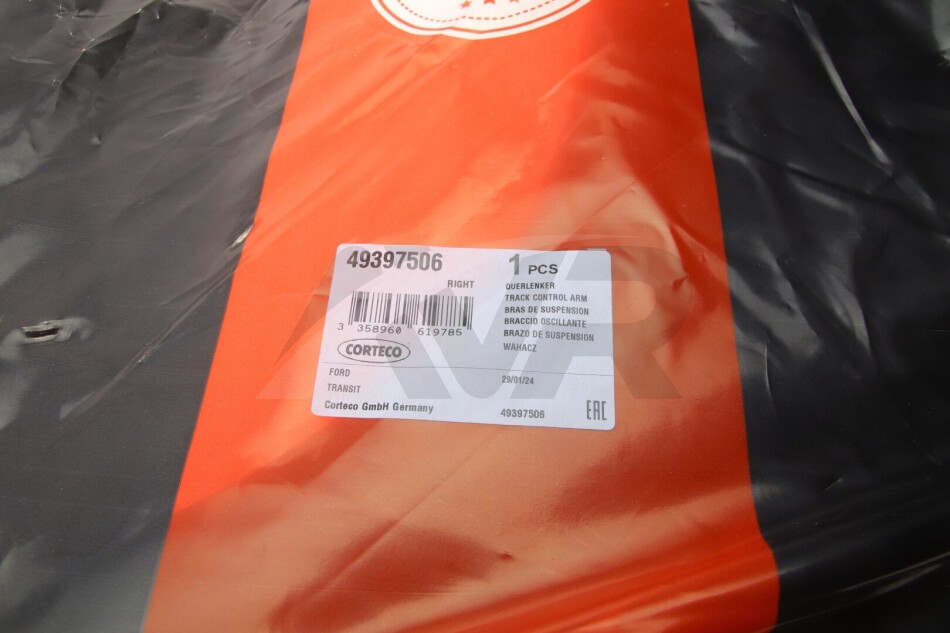 49397506
RIGHT
1 PCS
QUERLENKER
TRACK CONTROL ARM
BRAS DE SUSPENSION
BRACCIO OSCILLANTE
BRAZO DE SUSPENSION
WAHACZ
3 358960 619785
CORTECO
FORD
TRANSIT
29/01/24
Corteco GmbH Germany
49397506
EAC
AVR